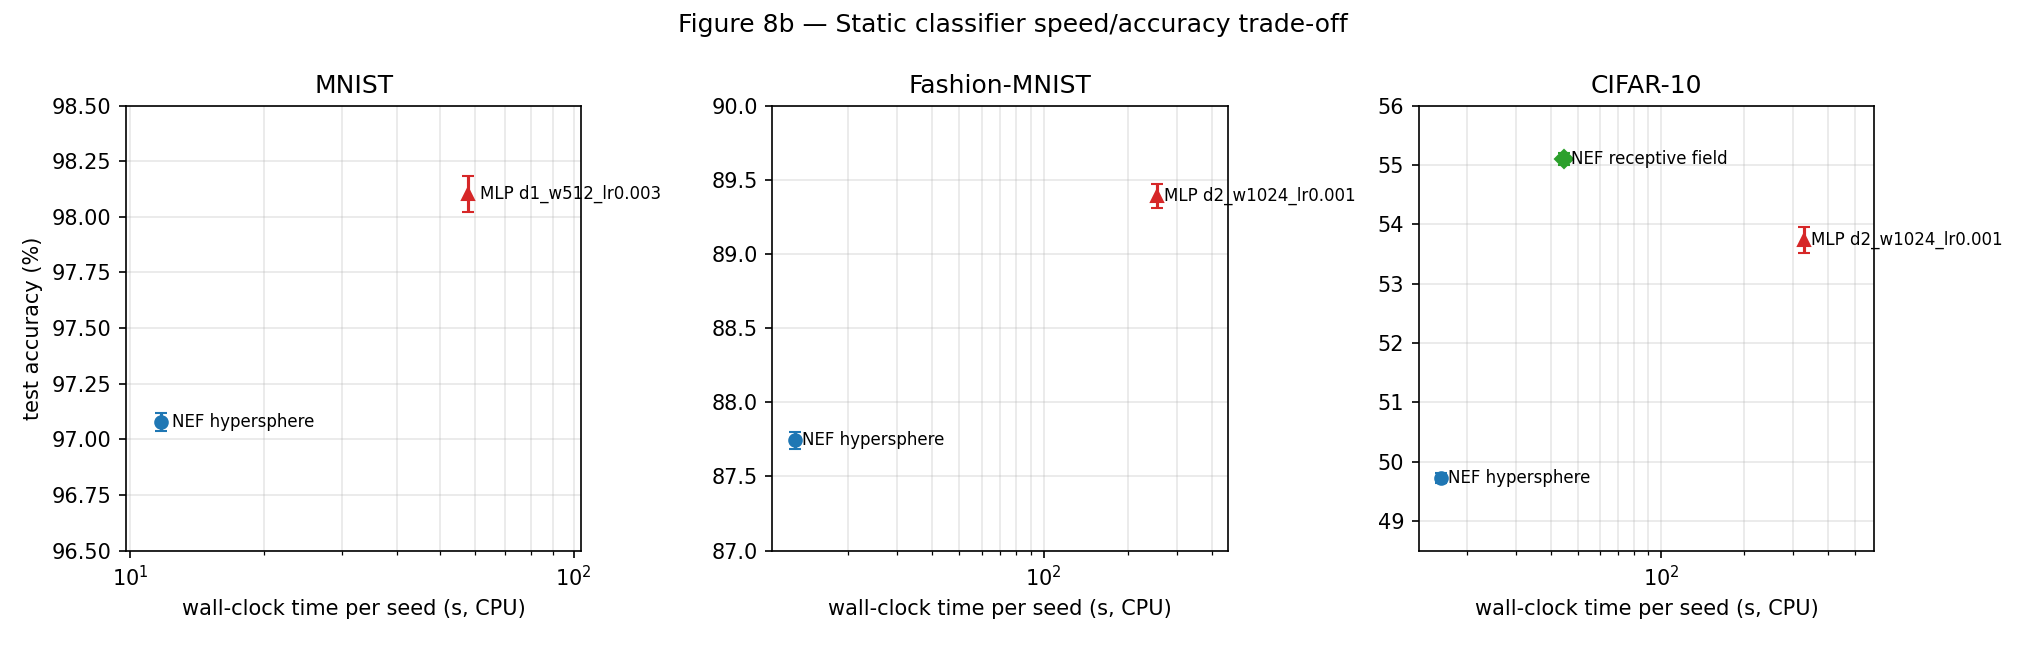 Figure 8b — Static classifier speed/accuracy trade-off
MNIST
98.50
98.25
98.00
97.75
97.50
97.25
97.00
96.75
96.50
test accuracy (%)
MLP d1_w512_lr0.003
NEF hypersphere
10¹
10²
wall-clock time per seed (s, CPU)
Fashion-MNIST
90.0
89.5
89.0
88.5
88.0
87.5
87.0
MLP d2_w1024_lr0.001
NEF hypersphere
10²
wall-clock time per seed (s, CPU)
CIFAR-10
56
55
54
53
52
51
50
49
NEF receptive field
MLP d2_w1024_lr0.001
NEF hypersphere
10²
wall-clock time per seed (s, CPU)